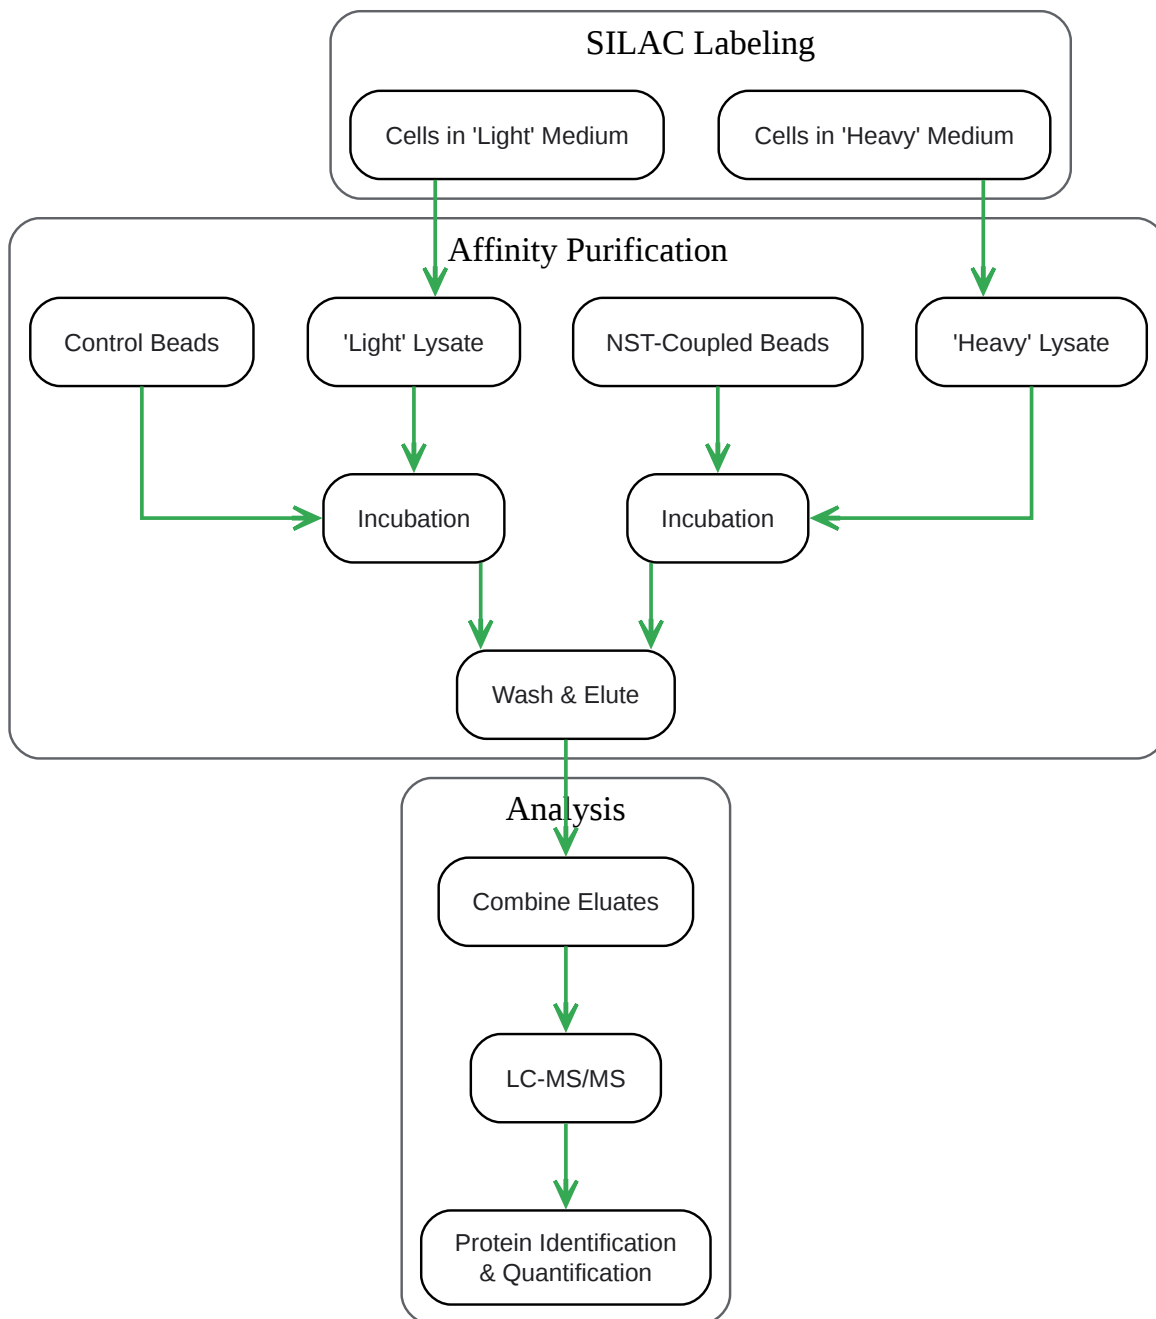 SILAC Labeling
Cells in 'Light' Medium
Cells in 'Heavy' Medium
Affinity Purification
Control Beads
'Light' Lysate
NST-Coupled Beads
'Heavy' Lysate
Incubation
Incubation
Wash & Elute
Analysis
Combine Eluates
LC-MS/MS
Protein Identification
& Quantification